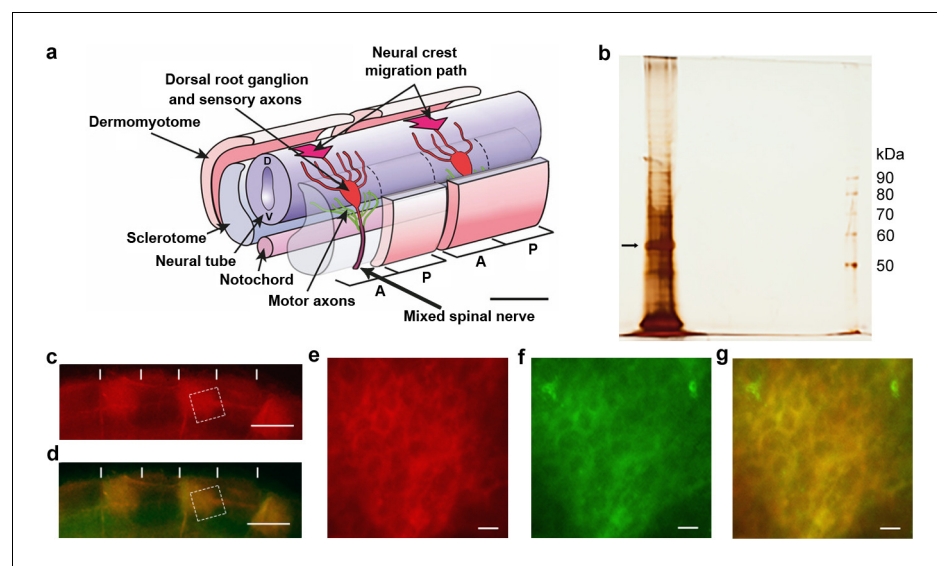 a
Neural crest
migration path
Dorsal root ganglion
and sensory axons
Dermomyotome
D
V
Sclerotome
Neural tube
Notochord
Motor axons
A
P
A
P
Mixed spinal nerve
b
kDa
90
80
70
60
50
c
d
e
f
g